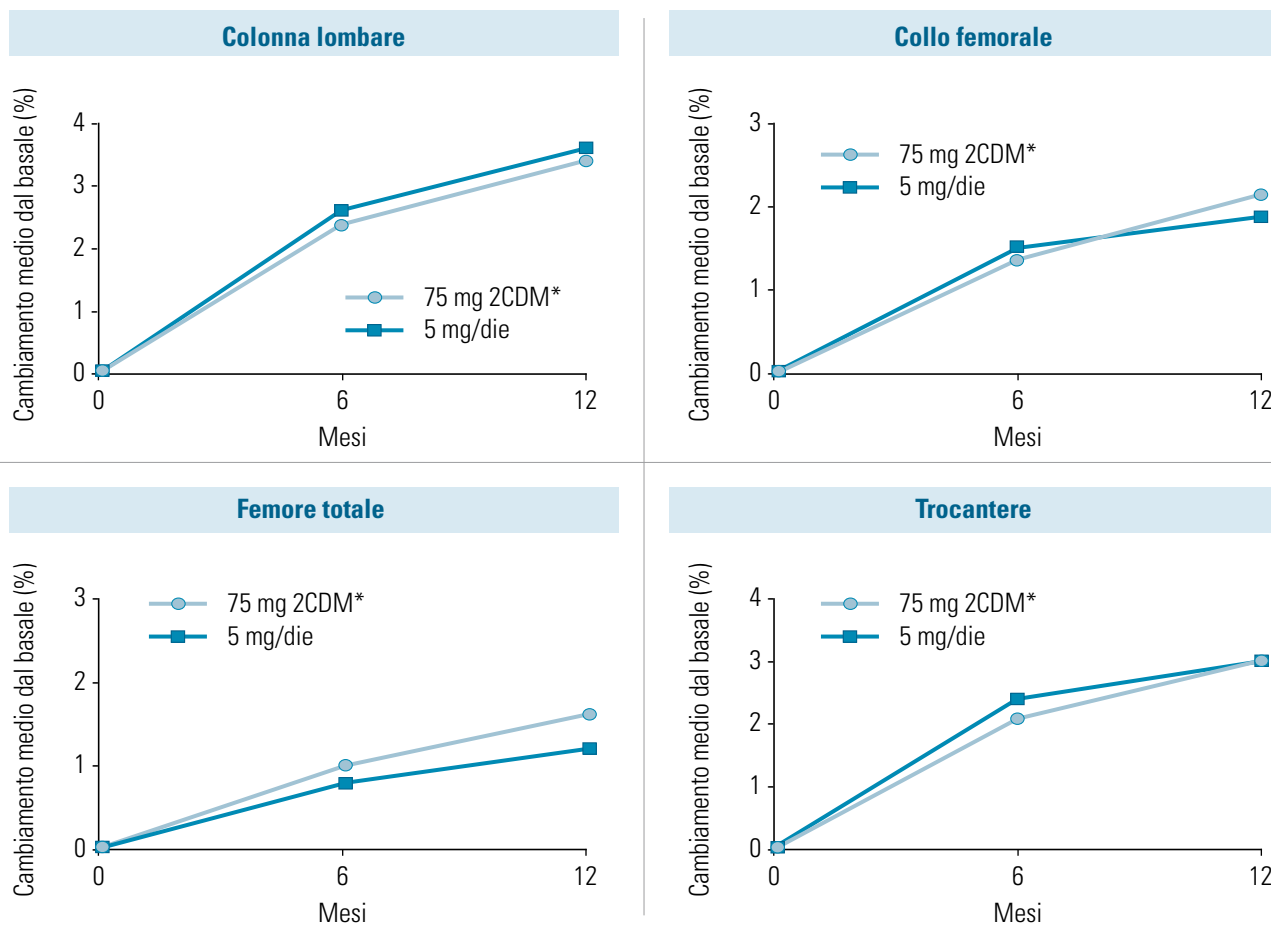 Colonna lombare
Cambiamento medio dal basale (%)
4
3
2
1
0
75 mg 2CDM*
5 mg/die
0 6 12
Mesi
Collo femorale
Cambiamento medio dal basale (%)
3
2
1
0
75 mg 2CDM*
5 mg/die
0 6 12
Mesi
Femore totale
Cambiamento medio dal basale (%)
3
2
1
0
75 mg 2CDM*
5 mg/die
0 6 12
Mesi
Trocantere
Cambiamento medio dal basale (%)
4
3
2
1
0
75 mg 2CDM*
5 mg/die
0 6 12
Mesi